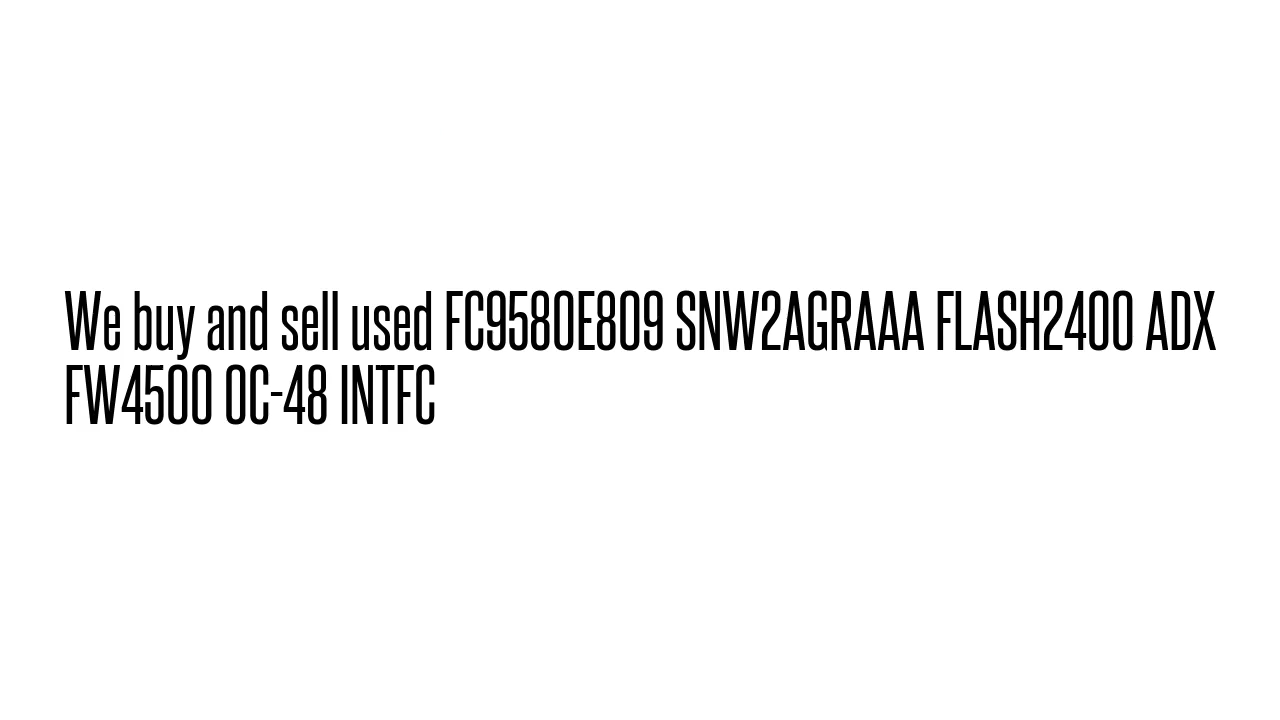 We buy and sell used FC9580E809 SNW2AGRAAA FLASH2400 ADX
FW4500 OC-48 INTFC